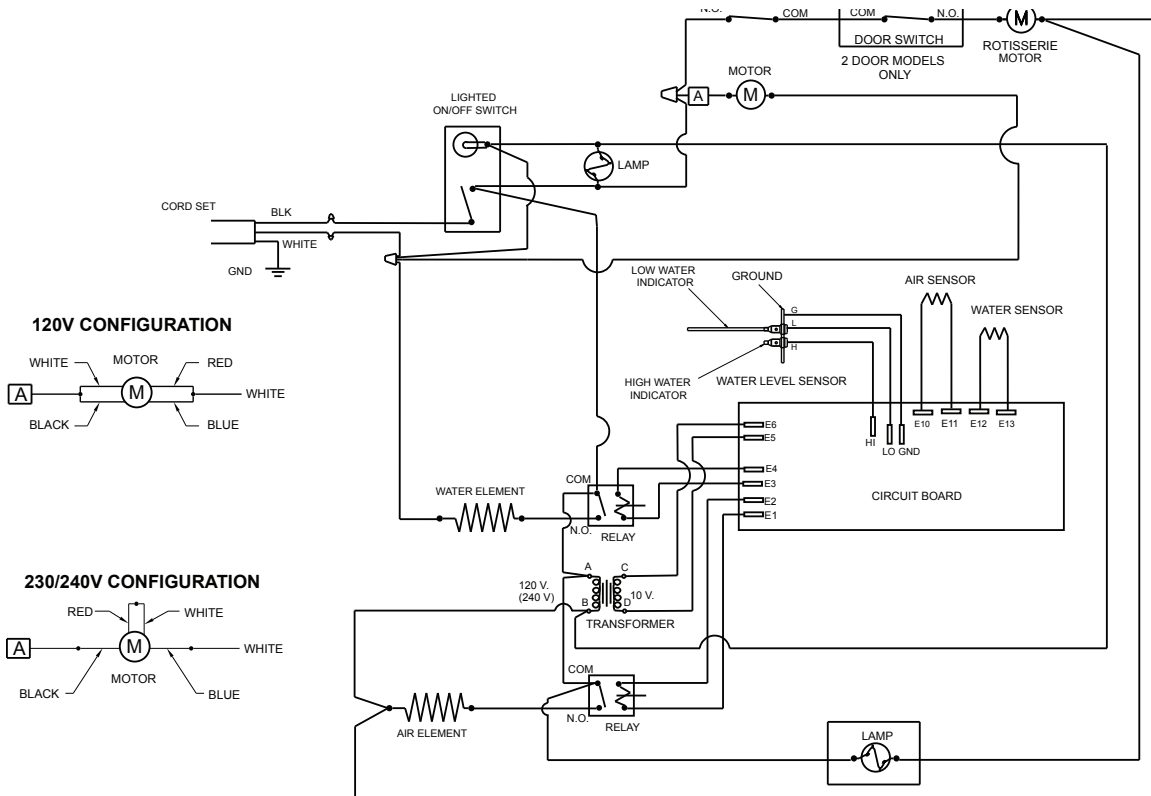 N.O.
COM
COM
N.O.
DOOR SWITCH
2 DOOR MODELS
ONLY
M
ROTISSERIE
MOTOR
MOTOR
A
M
LIGHTED
ON/OFF SWITCH
LAMP
CORD SET
BLK
WHITE
GND
LOW WATER
INDICATOR
GROUND
G
L
H
HIGH WATER
INDICATOR
WATER LEVEL SENSOR
AIR SENSOR
WATER SENSOR
120V CONFIGURATION
WHITE
MOTOR
RED
A
M
WHITE
BLACK
BLUE
E6
E5
E4
E3
E2
E1
HI
LO GND
E10
E11
E12
E13
CIRCUIT BOARD
WATER ELEMENT
COM
N.O.
RELAY
230/240V CONFIGURATION
RED
WHITE
A
M
WHITE
BLACK
MOTOR
BLUE
120 V.
(240 V)
A
B
C
D
10 V.
TRANSFORMER
COM
N.O.
RELAY
AIR ELEMENT
LAMP